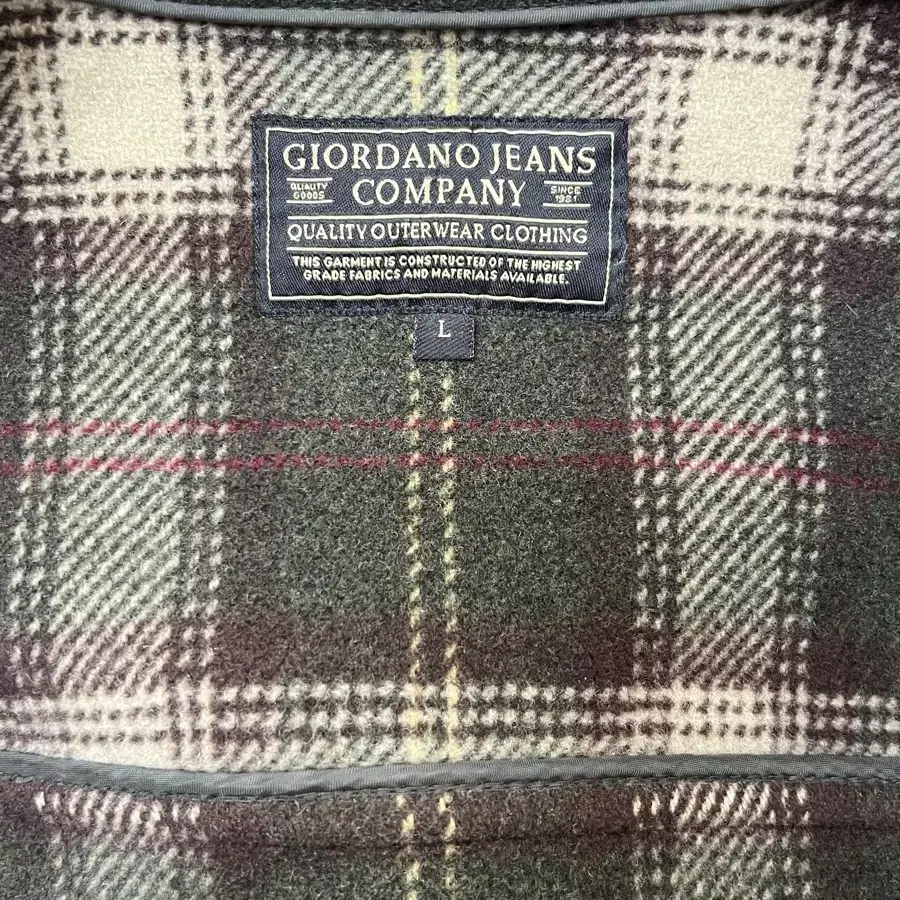 GIORDANO JEANS
QUALITY GOODS
COMPANY
SINCE 1981
QUALITY OUTERWEAR CLOTHING
THIS GARMENT IS CONSTRUCTED OF THE HIGHEST
GRADE FABRICS AND MATERIALS AVAILABLE.
L